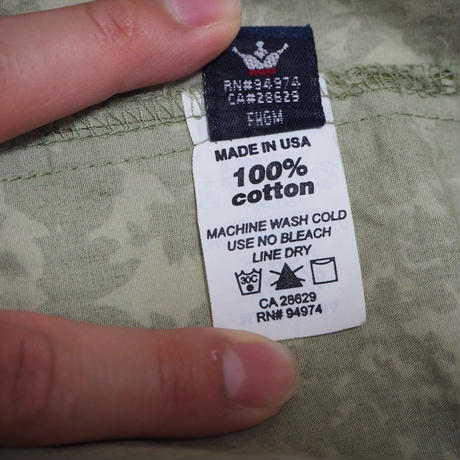 RN#94974
CA#28629
FHGM
MADE IN USA
100%
cotton
MACHINE WASH COLD
USE NO BLEACH
LINE DRY
30C
CA 28629
RN# 94974